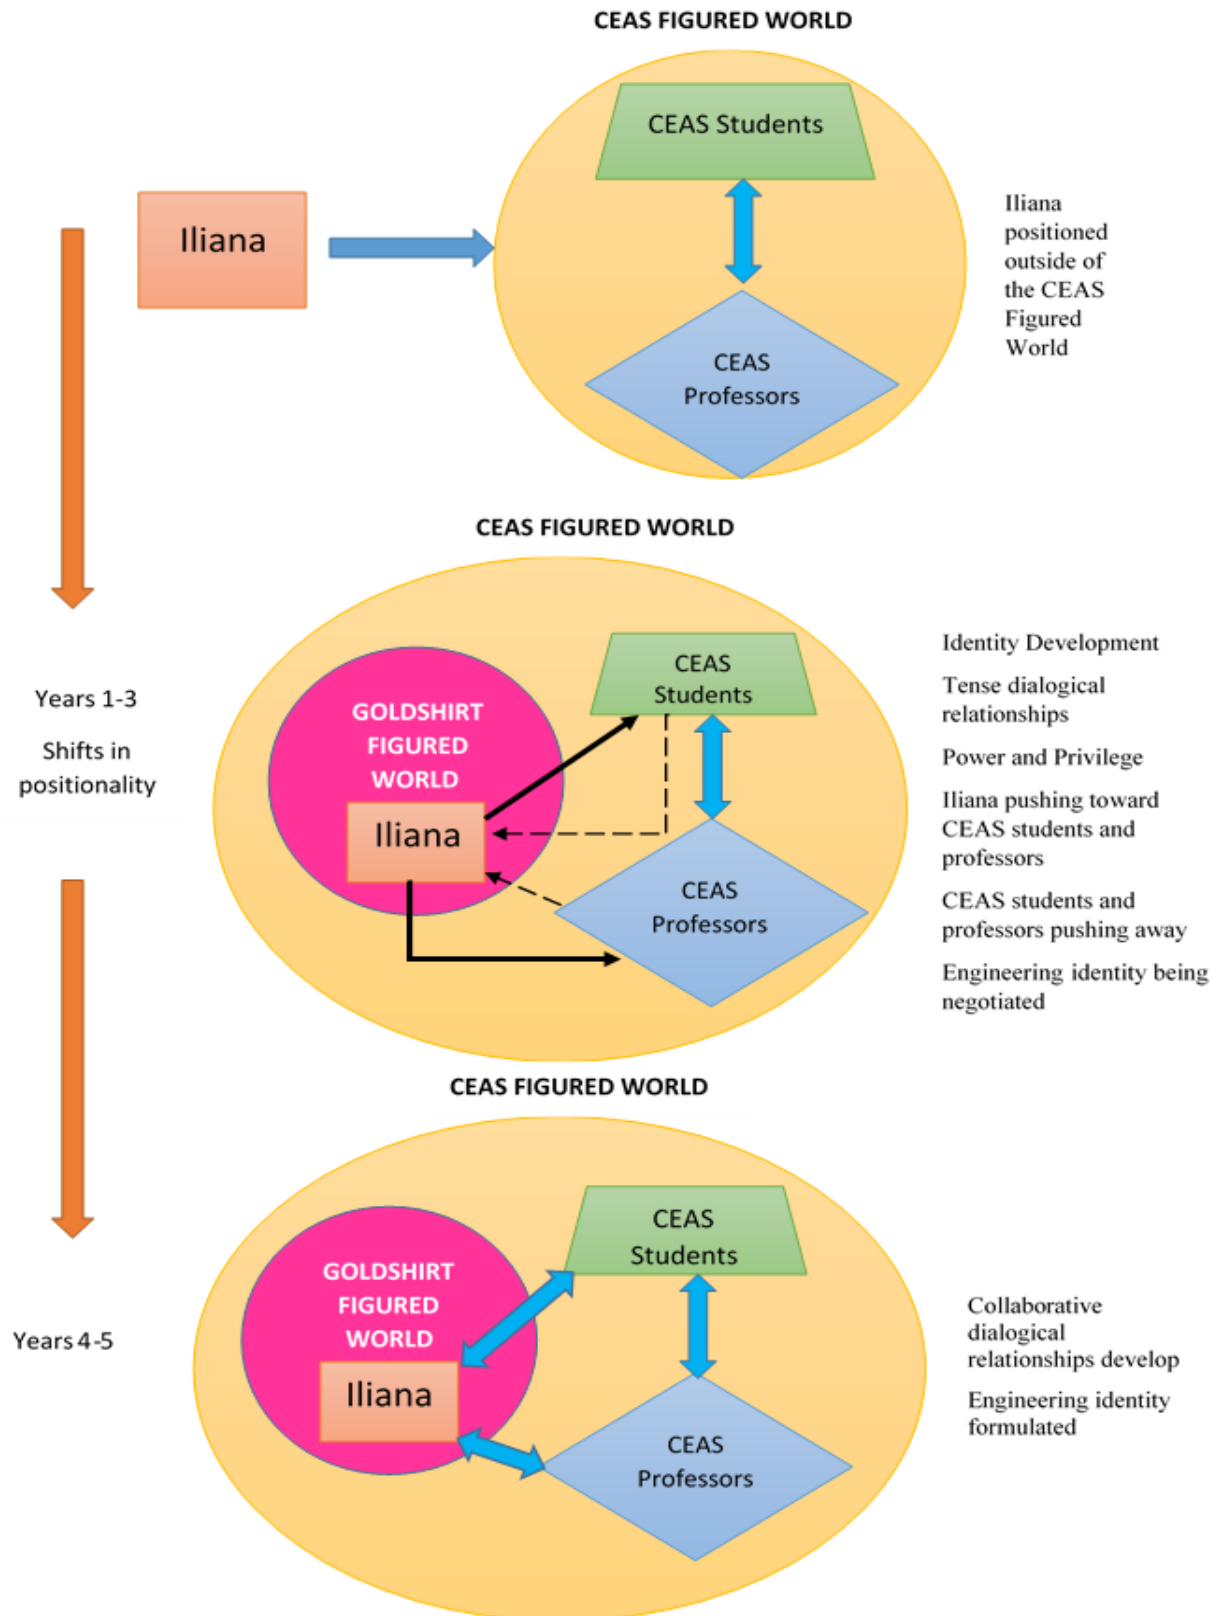 CEAS FIGURED WORLD
CEAS Students
Iliana
Iliana
positioned
outside of
the CEAS
Figured
World
CEAS
Professors
CEAS FIGURED WORLD
Years 1-3
Shifts in
positionality
GOLDSHIRT
FIGURED
WORLD
Iliana
CEAS
Students
CEAS
Professors
Identity Development
Tense dialogical
relationships
Power and Privilege
Iliana pushing toward
CEAS students and
professors
CEAS students and
professors pushing away
Engineering identity being
negotiated
CEAS FIGURED WORLD
Years 4-5
GOLDSHIRT
FIGURED
WORLD
Iliana
CEAS
Students
CEAS
Professors
Collaborative
dialogical
relationships develop
Engineering identity
formulated